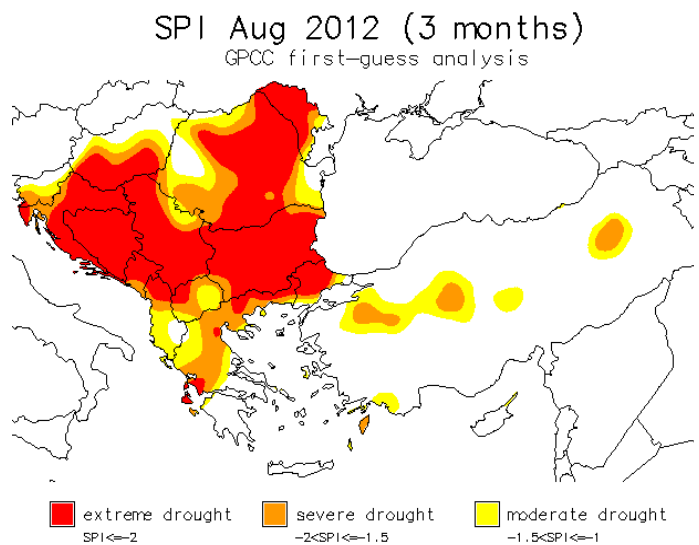 SPI Aug 2012 (3 months)
GPCC first-guess analysis
extreme drought severe drought moderate drought
SPI<=-2 -2<SPI<=-1.5 -1.5<SPI<=-1